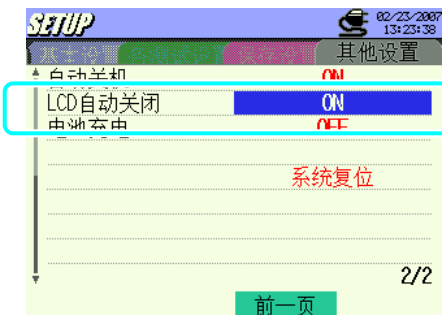 SETUP
02/23/2007
13:23:38
其他设置
自动关机 ON
LCD自动关闭 ON
电池充电 OFF
系统复位
2/2
前一页